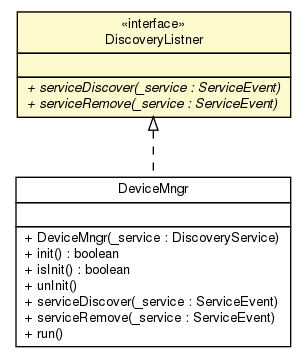 «interface»
DiscoveryListner
+ serviceDiscover(_service : ServiceEvent)
+ serviceRemove(_service : ServiceEvent)
DeviceMngr
+ DeviceMngr(_service : DiscoveryService)
+ init() : boolean
+ isInit() : boolean
+ unInit()
+ serviceDiscover(_service : ServiceEvent)
+ serviceRemove(_service : ServiceEvent)
+ run()